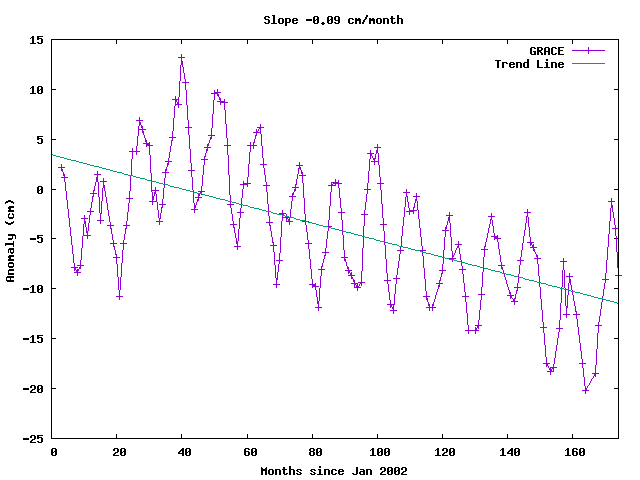 Slope -0.09 cm/month
GRACE
Trend Line
15
10
5
0
-5
-10
-15
-20
-25
Anomaly (cm)
0 20 40 60 80 100 120 140 160
Months since Jan 2002